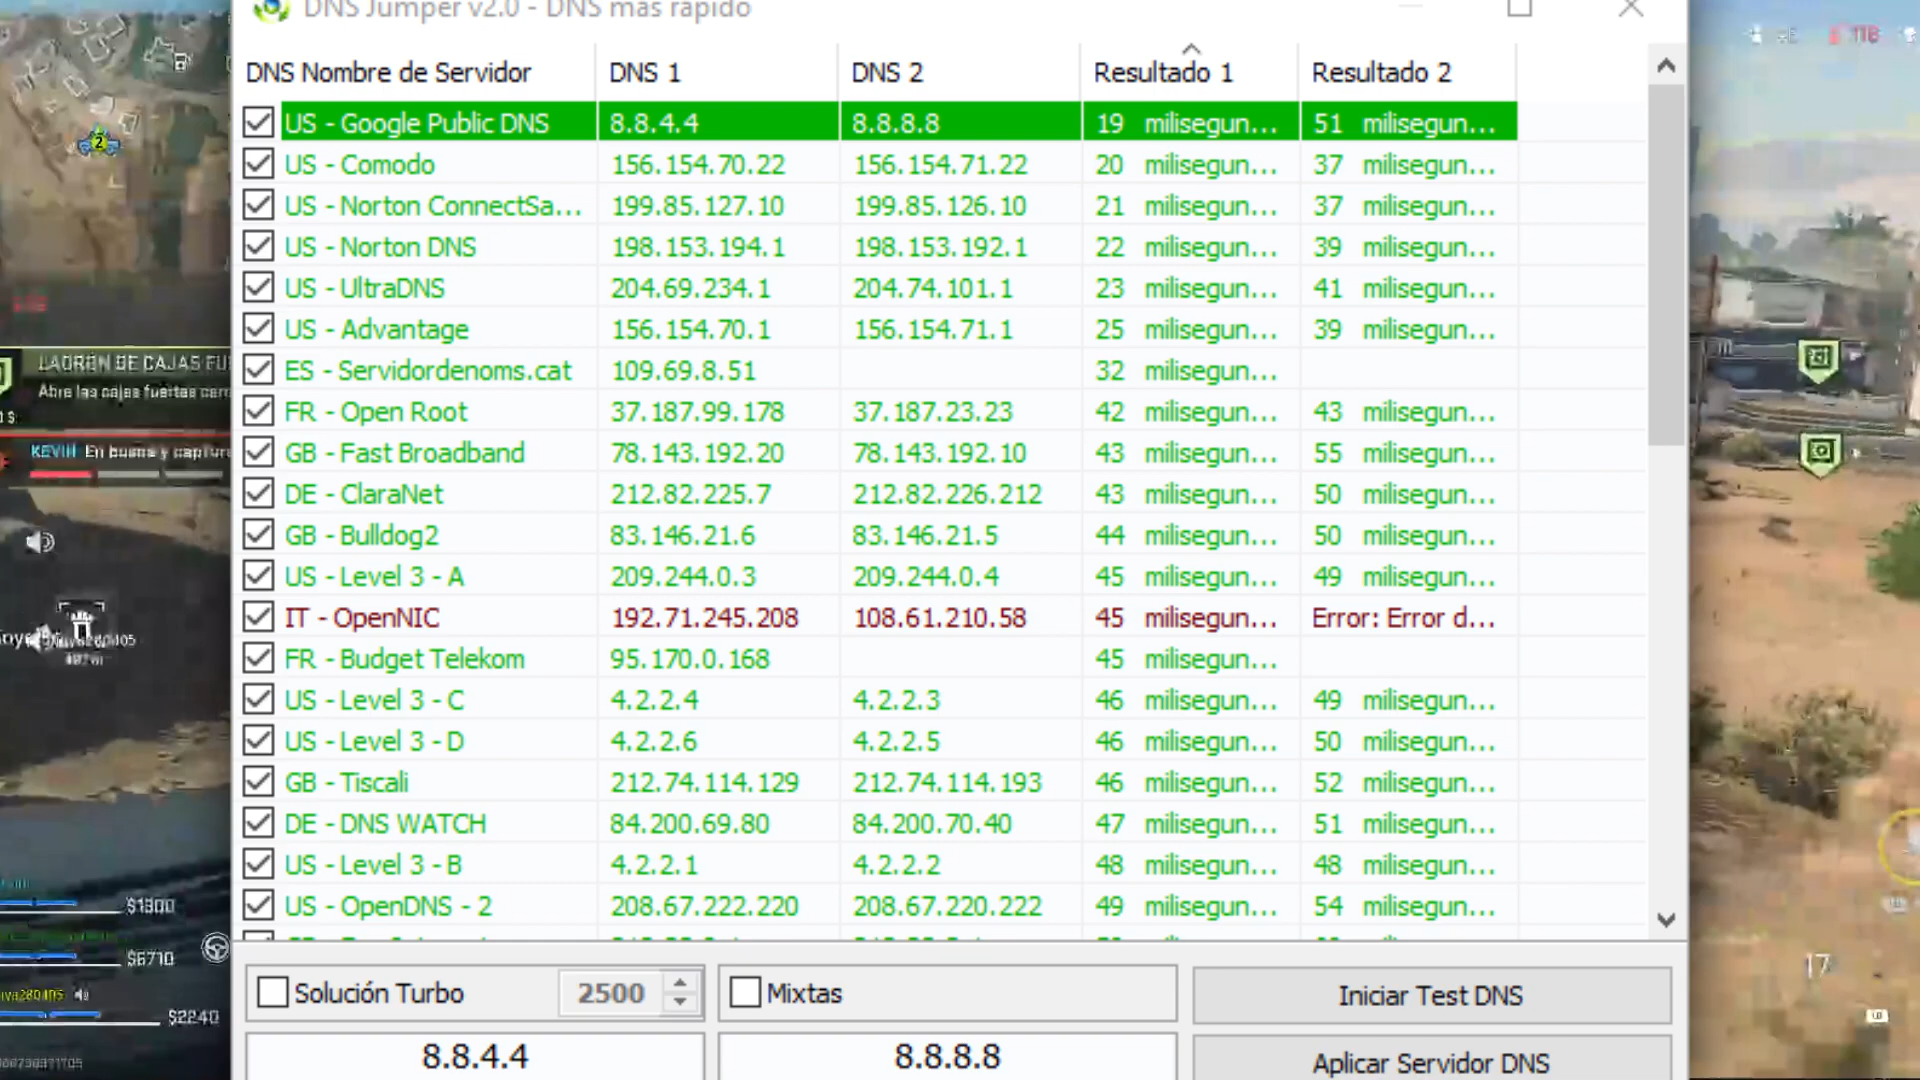 DNS Jumper v2.0 - DNS más rápido
DNS Nombre de Servidor DNS 1 DNS 2 Resultado 1 Resultado 2
US - Google Public DNS 8.8.4.4 8.8.8.8 19 milisegun... 51 milisegun...
US - Comodo 156.154.70.22 156.154.71.22 20 milisegun... 37 milisegun...
US - Norton ConnectSa... 199.85.127.10 199.85.126.10 21 milisegun... 37 milisegun...
US - Norton DNS 198.153.194.1 198.153.192.1 22 milisegun... 39 milisegun...
US - UltraDNS 204.69.234.1 204.74.101.1 23 milisegun... 41 milisegun...
US - Advantage 156.154.70.1 156.154.71.1 25 milisegun... 39 milisegun...
ES - Servidordenoms.cat 109.69.8.51 32 milisegun...
FR - Open Root 37.187.99.178 37.187.23.23 42 milisegun... 43 milisegun...
GB - Fast Broadband 78.143.192.20 78.143.192.10 43 milisegun... 55 milisegun...
DE - ClaraNet 212.82.225.7 212.82.226.212 43 milisegun... 50 milisegun...
GB - Bulldog2 83.146.21.6 83.146.21.5 44 milisegun... 50 milisegun...
US - Level 3 - A 209.244.0.3 209.244.0.4 45 milisegun... 49 milisegun...
IT - OpenNIC 192.71.245.208 108.61.210.58 45 milisegun... Error: Error d...
FR - Budget Telekom 95.170.0.168 45 milisegun...
US - Level 3 - C 4.2.2.4 4.2.2.3 46 milisegun... 49 milisegun...
US - Level 3 - D 4.2.2.6 4.2.2.5 46 milisegun... 50 milisegun...
GB - Tiscali 212.74.114.129 212.74.114.193 46 milisegun... 52 milisegun...
DE - DNS WATCH 84.200.69.80 84.200.70.40 47 milisegun... 51 milisegun...
US - Level 3 - B 4.2.2.1 4.2.2.2 48 milisegun... 48 milisegun...
US - OpenDNS - 2 208.67.222.220 208.67.220.222 49 milisegun... 54 milisegun...
Solución Turbo 2500 Mixtas Iniciar Test DNS
8.8.4.4 8.8.8.8 Aplicar Servidor DNS
2
LADRÓN DE CAJAS FU
Abre las cajas fuertes
KEVIN En busca y captura
$1300
$6710
$2240
118
17